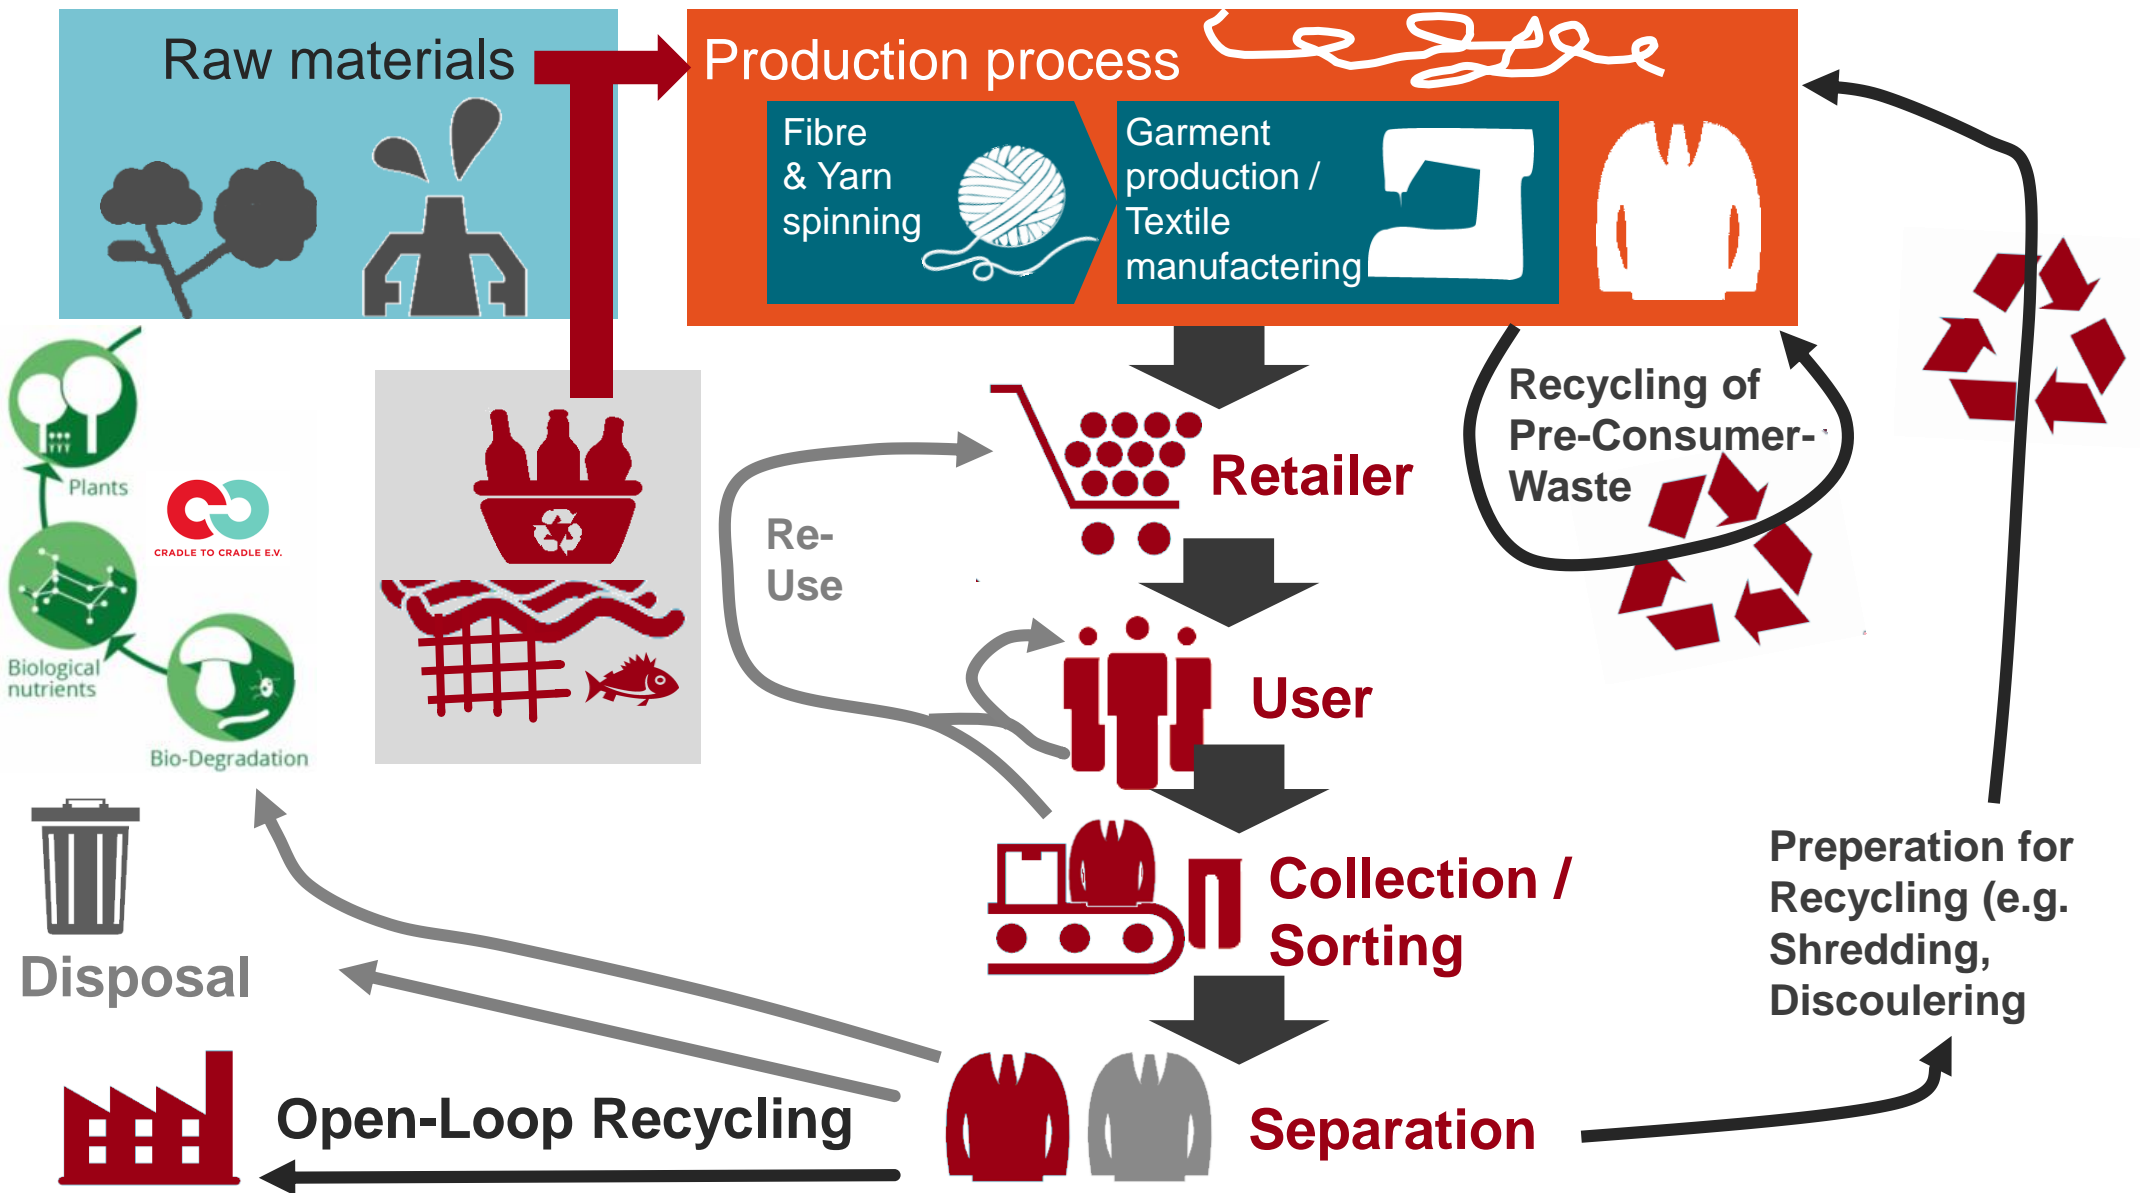 Raw materials
Production process
Fibre
& Yarn
spinning
Garment
production /
Textile
manufactering
Plants
CRADLE TO CRADLE E.V.
Biological
nutrients
Bio-Degradation
Re-
Use
Retailer
Recycling of
Pre-Consumer-
Waste
User
Collection /
Sorting
Preperation for
Recycling (e.g.
Shredding,
Discoulering
Disposal
Open-Loop Recycling
Separation